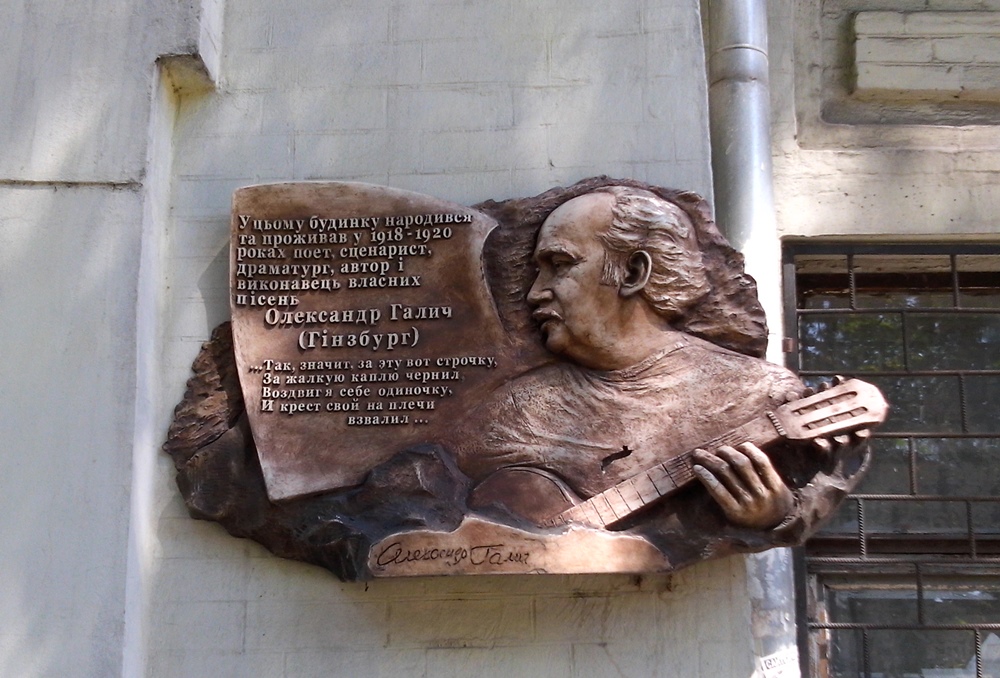 У цьому будинку народився
та проживав у 1918-1920
роках поет, сценарист,
драматург, автор і
виконавець власних
пісень
Олександр Галич
(Гінзбург)
...Так, значит, за эту вот строчку,
За жалкую каплю чернил
Воздвиг я себе одиночку,
И крест свой на плечи
взвалил ...
Александр Галич